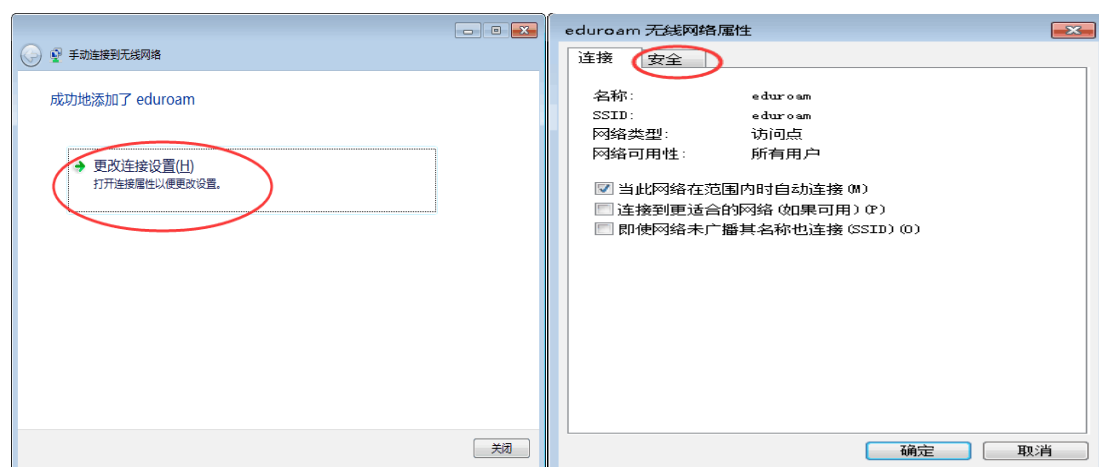 手动连接到无线网络
成功地添加了 eduroam
更改连接设置(H)
打开连接属性以便更改设置。
关闭
eduroam 无线网络属性
连接 安全
名称: eduroam
SSID: eduroam
网络类型: 访问点
网络可用性: 所有用户
当此网络在范围内时自动连接(M)
连接到更适合的网络(如果可用)(P)
即使网络未广播其名称也连接(SSID)(O)
确定 取消